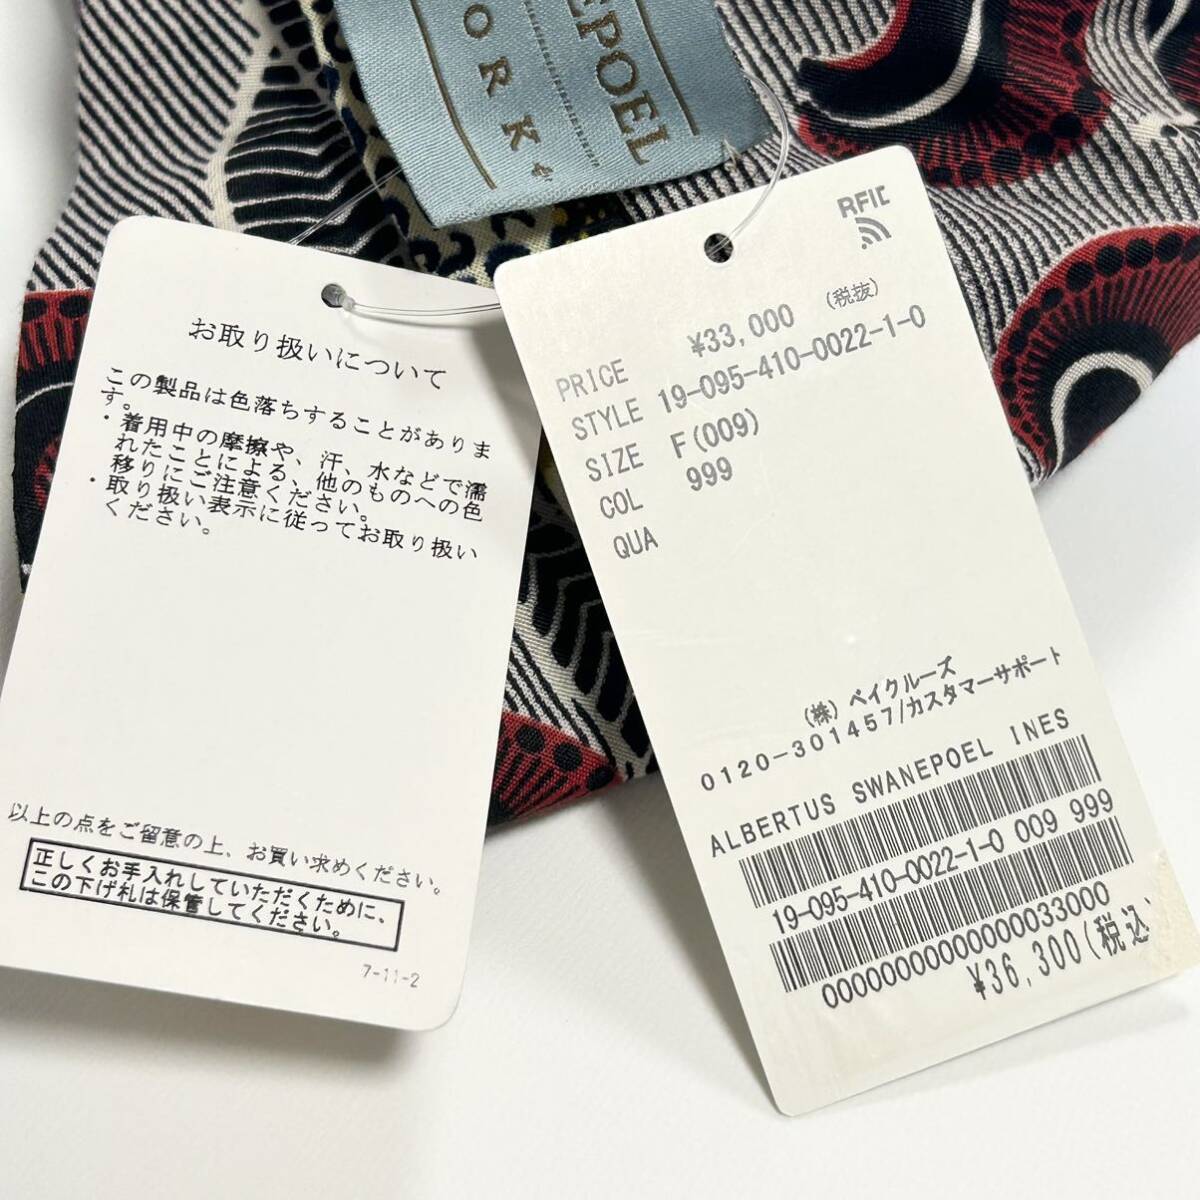 EPOEL
ORK
お取り扱いについて
この製品は色落ちすることがありま
す。
・着用中の摩擦や、汗、水などで濡
れたことによる、他のものへの色
移りにご注意ください。
・取り扱い表示に従ってお取り扱い
ください。
以上の点をご留意の上、お買い求めください。
正しくお手入れしていただくために、
この下げ札は保管してください。
7-11-2
RFID
PRICE ¥33,000 (税抜)
STYLE 19-095-410-0022-1-0
SIZE F(009)
COL 999
QUA
(株) ベイクルーズ
0120-301457/カスタマーサポート
ALBERTUS SWANEPOEL INES
19-095-410-0022-1-0 009 999
0000000000000033000
¥36,300(税込)